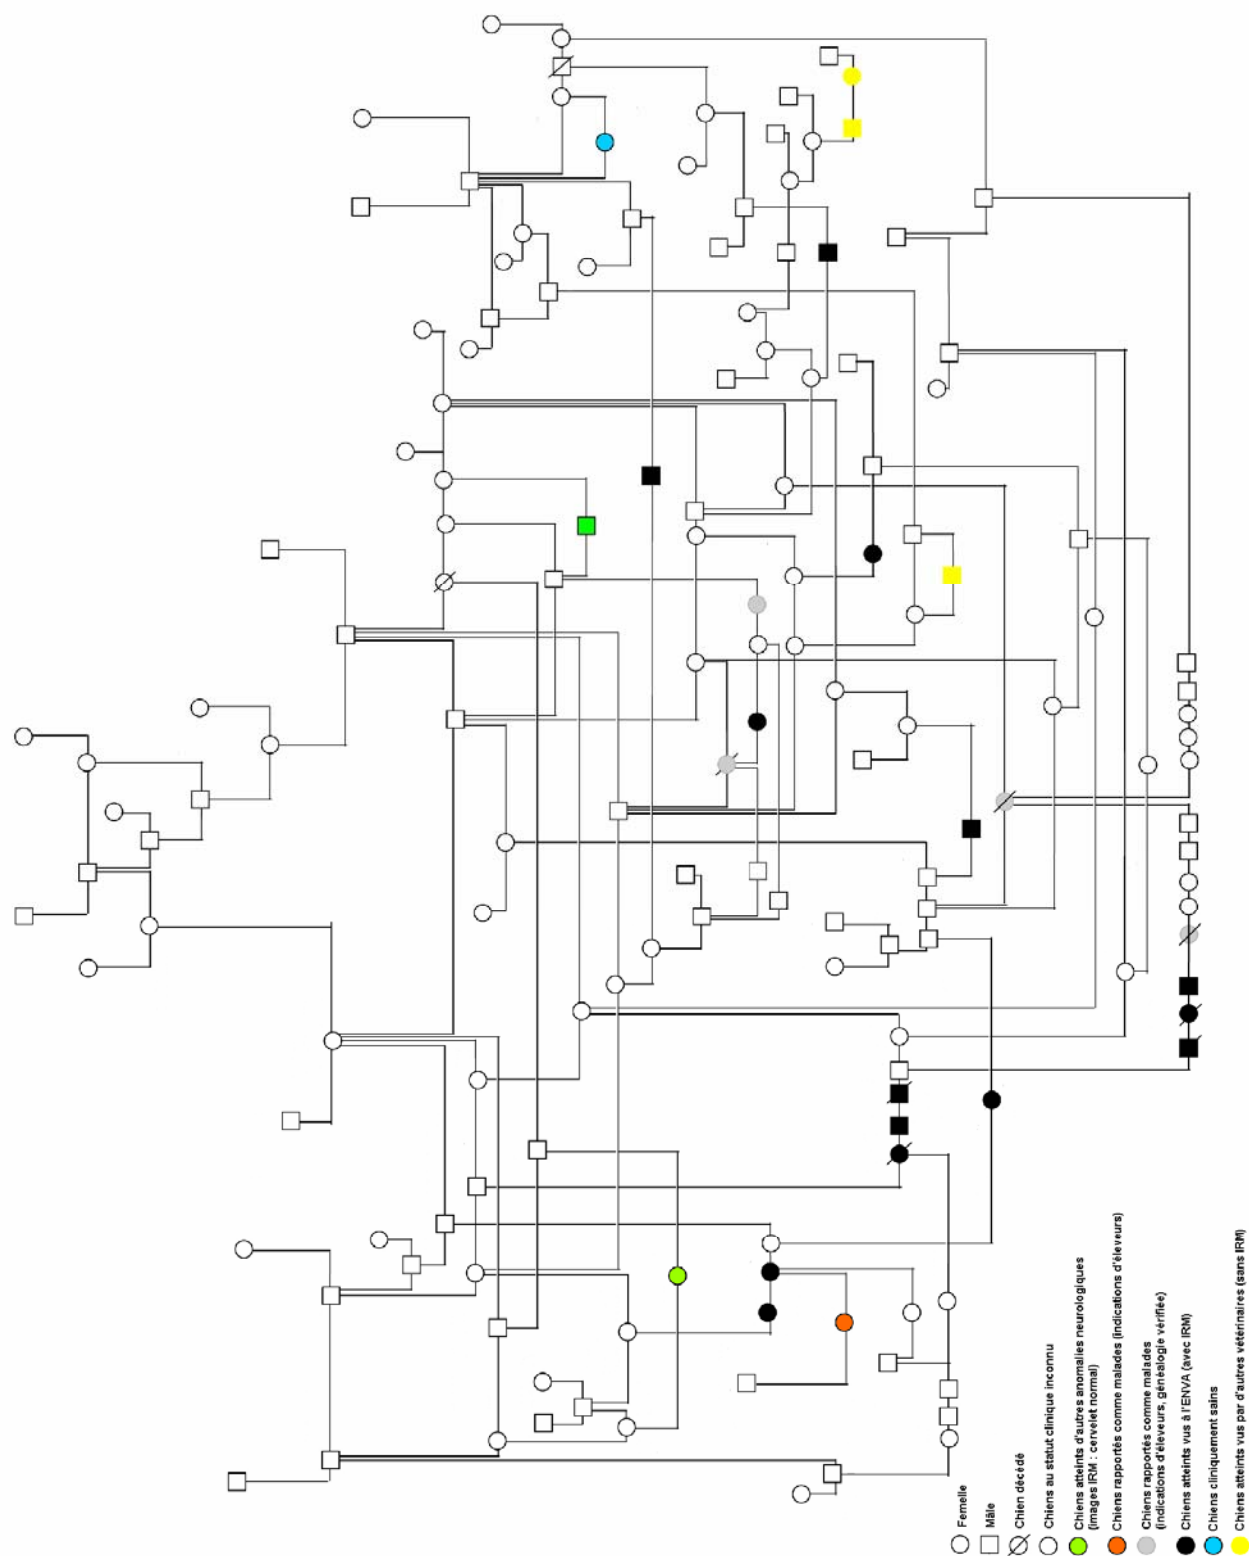 Femelle
Mâle
Chien décédé
Chiens au statut clinique inconnu
Chiens atteints d'autres anomalies neurologiques
(images IRM : cervelet normal)
Chiens rapportés comme malades (indications d'éleveurs)
Chiens rapportés comme malades
(indications d'éleveurs, généalogie vérifiée)
Chiens atteints vus à l'ENVA (avec IRM)
Chiens cliniquement sains
Chiens atteints vus par d'autres vétérinaires (sans IRM)